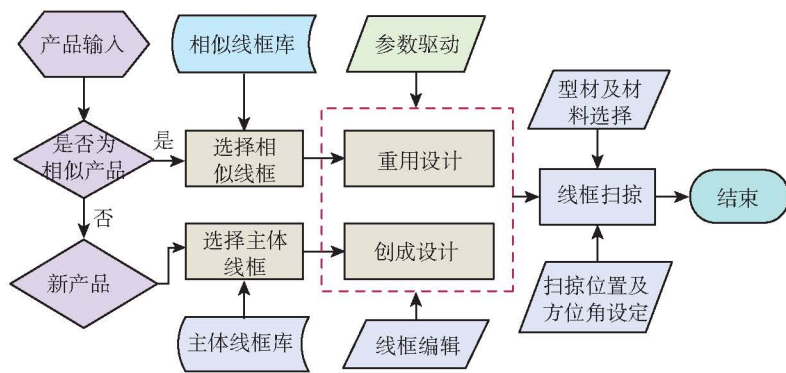 产品输入
相似线框库
参数驱动
型材及材
料选择
是否为
相似产品
是
选择相
似线框
重用设计
线框扫掠
结束
否
新产品
选择主体
线框
创成设计
扫掠位置及
方位角设定
主体线框库
线框编辑